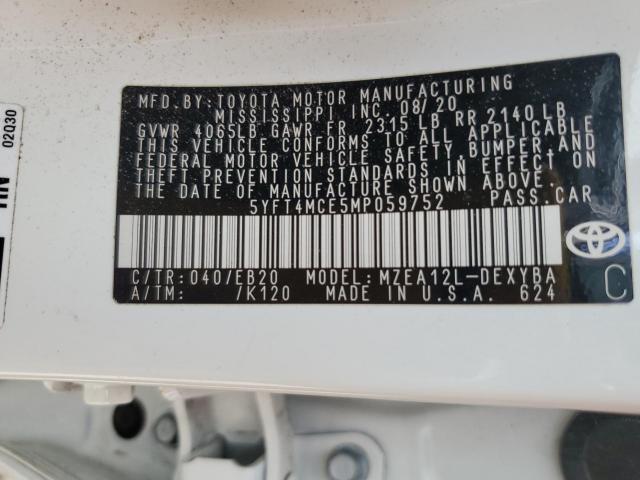 MFD. BY: TOYOTA MOTOR MANUFACTURING
MISSISSIPPI, INC. 08/20
GVWR 4065LB GAWR FR. 2315 LB RR 2140 LB
THIS VEHICLE CONFORMS TO ALL APPLICABLE
FEDERAL MOTOR VEHICLE SAFETY, BUMPER, AND
THEFT PREVENTION STANDARDS IN EFFECT ON
THE DATE OF MANUFACTURE SHOWN ABOVE.
5YFT4MCE5MP059752 PASS.CAR
C/TR: 040/EB20 MODEL: MZEA12L-DEXYBA
A/TM: /K120 MADE IN U.S.A. 624
C
02Q30